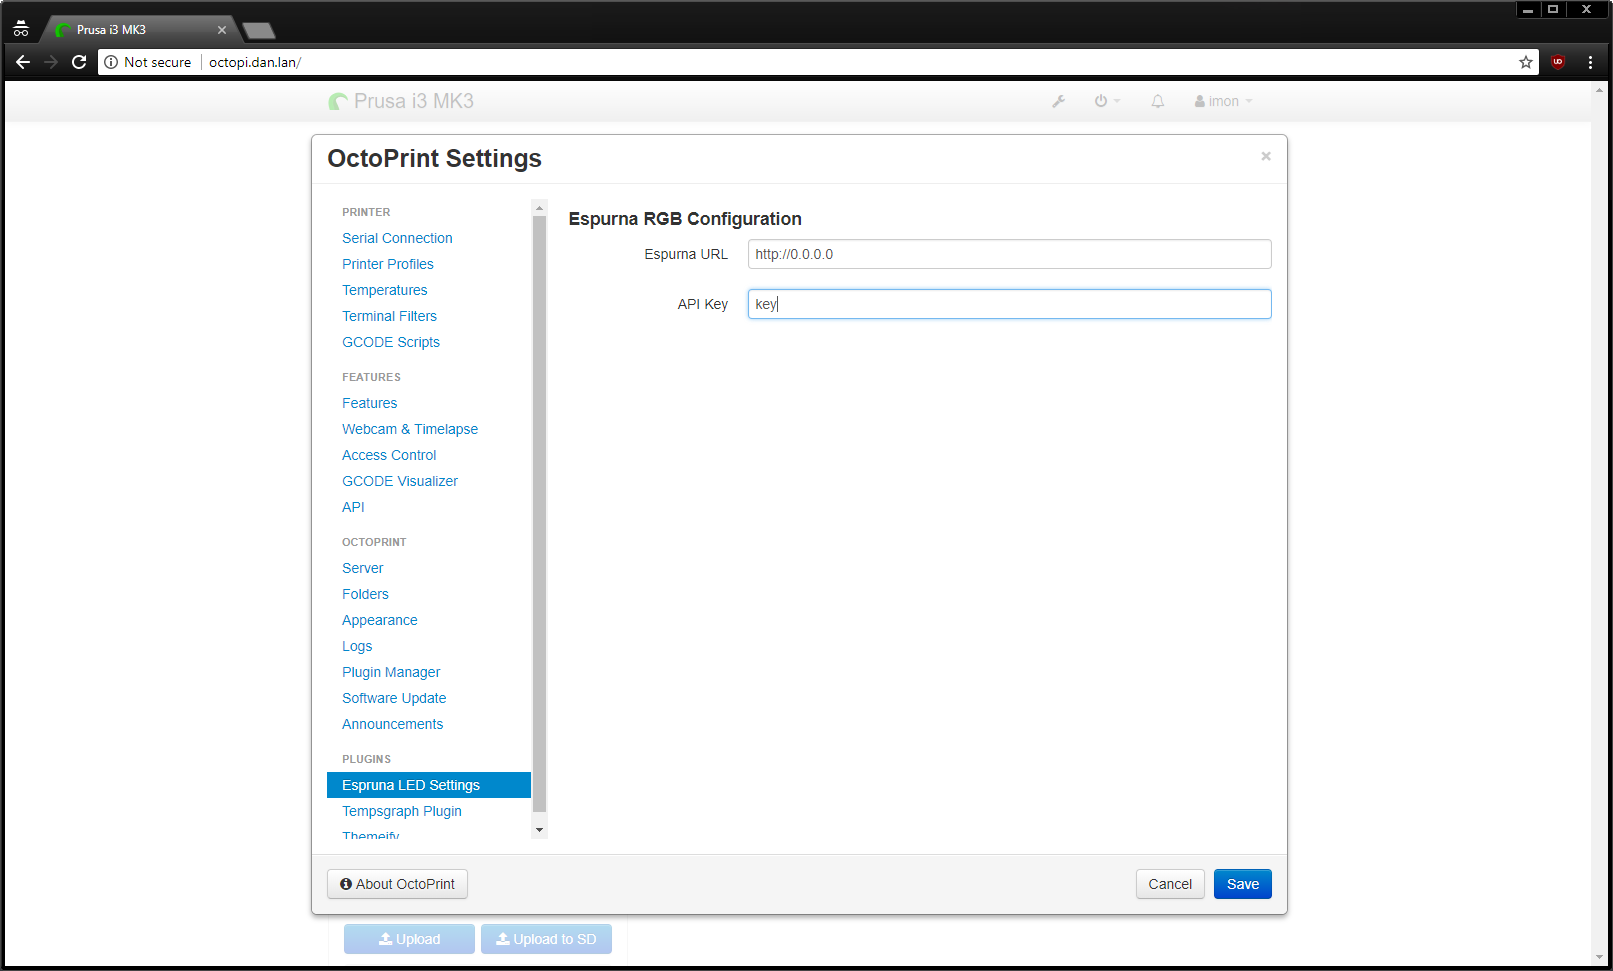 Prusa i3 MK3
Not secure octopi.dan.lan/
Prusa i3 MK3 imon
OctoPrint Settings
PRINTER
Serial Connection
Printer Profiles
Temperatures
Terminal Filters
GCODE Scripts
FEATURES
Features
Webcam & Timelapse
Access Control
GCODE Visualizer
API
OCTOPRINT
Server
Folders
Appearance
Logs
Plugin Manager
Software Update
Announcements
PLUGINS
Espruna LED Settings
Tempsgraph Plugin
Themeify
Espurna RGB Configuration
Espurna URL http://0.0.0.0
API Key key
About OctoPrint Cancel Save
Upload Upload to SD